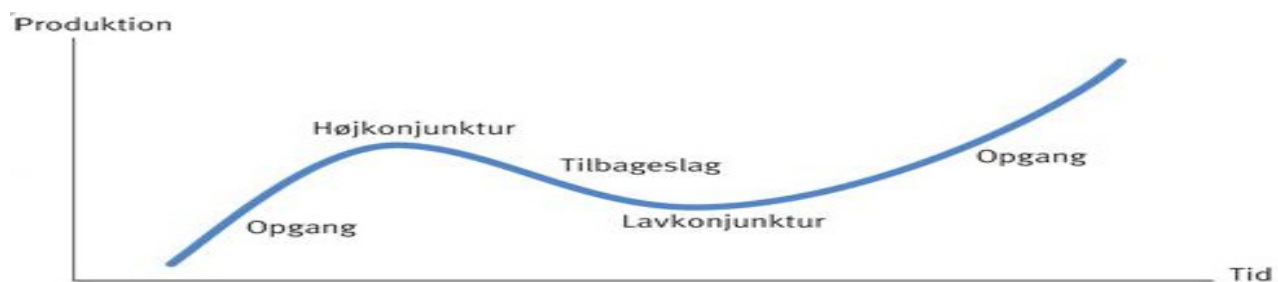 Produktion
Højkonjunktur
Tilbageslag
Opgang
Opgang
Lavkonjunktur
Tid